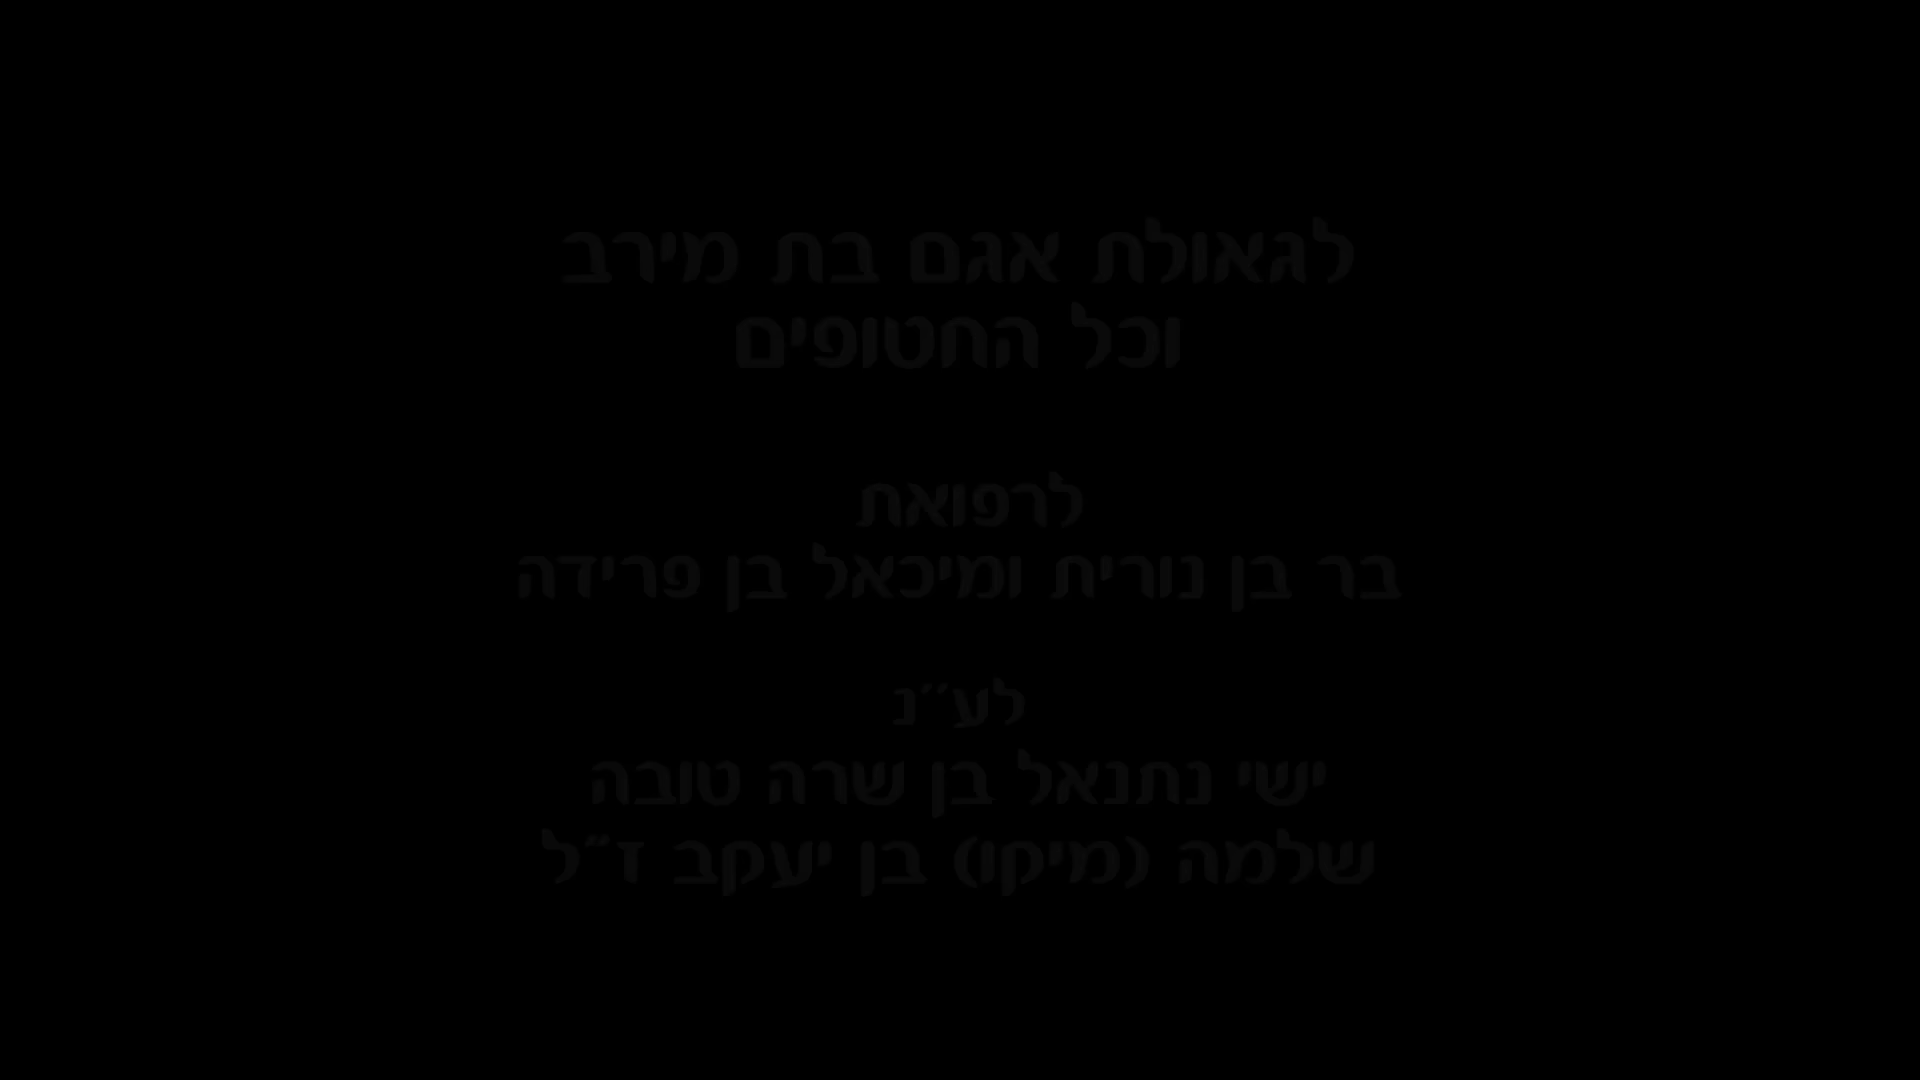 לגאולת אגם בת מירב
וכל החטופים
לרפואת
בר בן נורית ומיכאל בן פרידה
לע״נ
ישי נתנאל בן שרה טובה
שלמה (מיקו) בן יעקב ז״ל